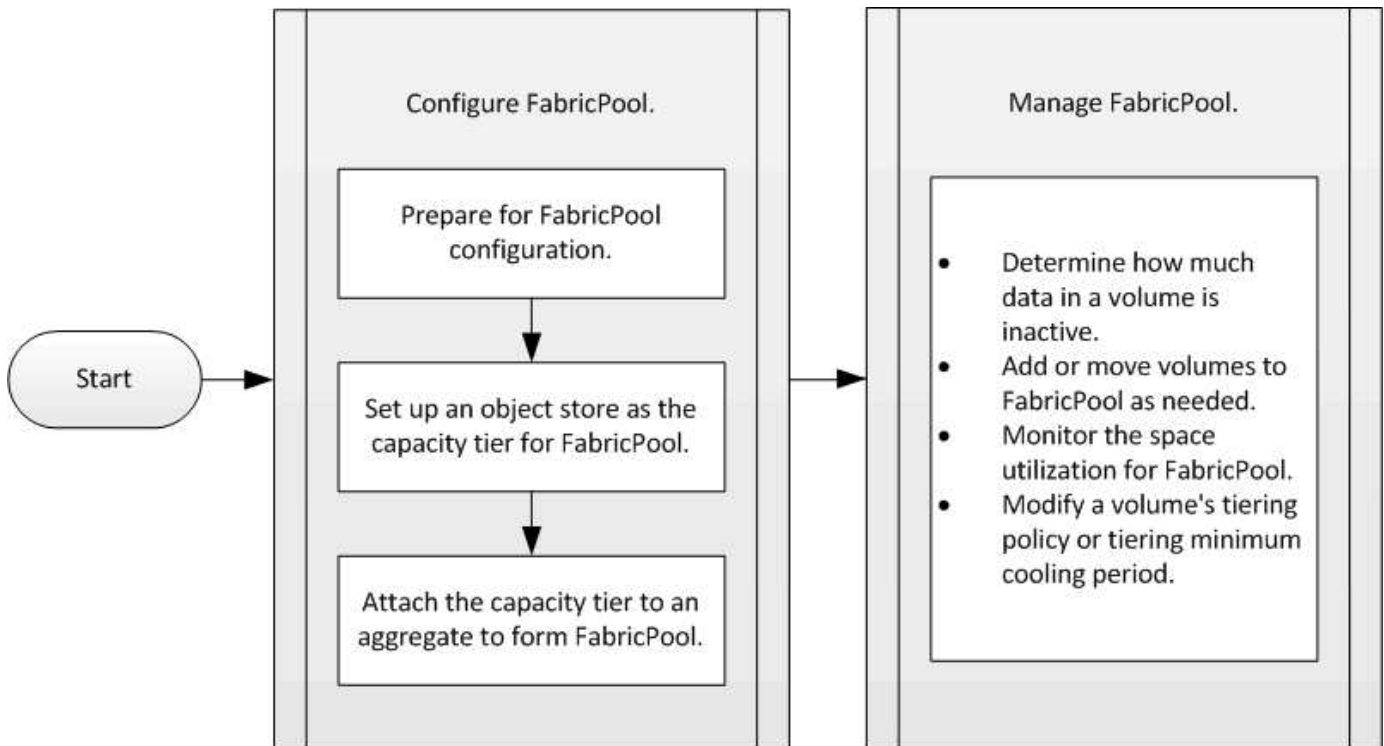 Start
Configure FabricPool.
Prepare for FabricPool
configuration.
Set up an object store as the
capacity tier for FabricPool.
Attach the capacity tier to an
aggregate to form FabricPool.
Manage FabricPool.
• Determine how much
data in a volume is
inactive.
• Add or move volumes to
FabricPool as needed.
• Monitor the space
utilization for FabricPool.
• Modify a volume's tiering
policy or tiering minimum
cooling period.